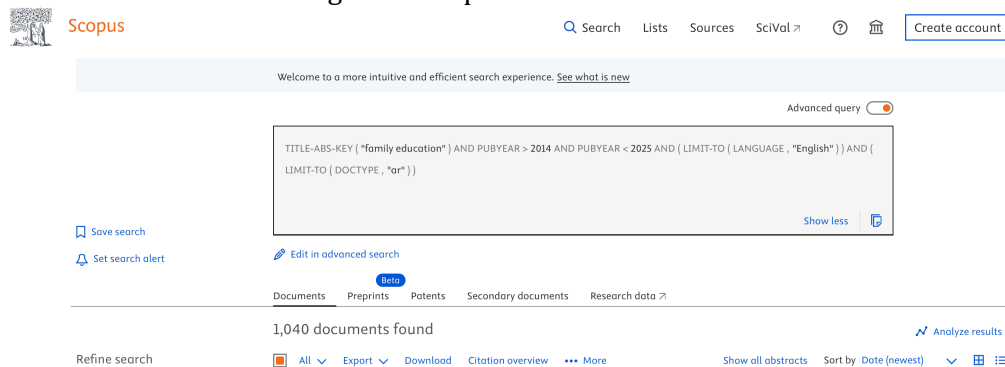 Scopus
Search Lists Sources SciVal Create account
Welcome to a more intuitive and efficient search experience. See what is new
Advanced query
TITLE-ABS-KEY ( "family education" ) AND PUBYEAR > 2014 AND PUBYEAR < 2025 AND ( LIMIT-TO ( LANGUAGE , "English" ) ) AND (
LIMIT-TO ( DOCTYPE , "ar" ) )
Show less
Save search
Edit in advanced search
Set search alert
Beta
Documents Preprints Patents Secondary documents Research data
1,040 documents found
Analyze results
Refine search All Export Download Citation overview More Show all abstracts Sort by Date (newest)